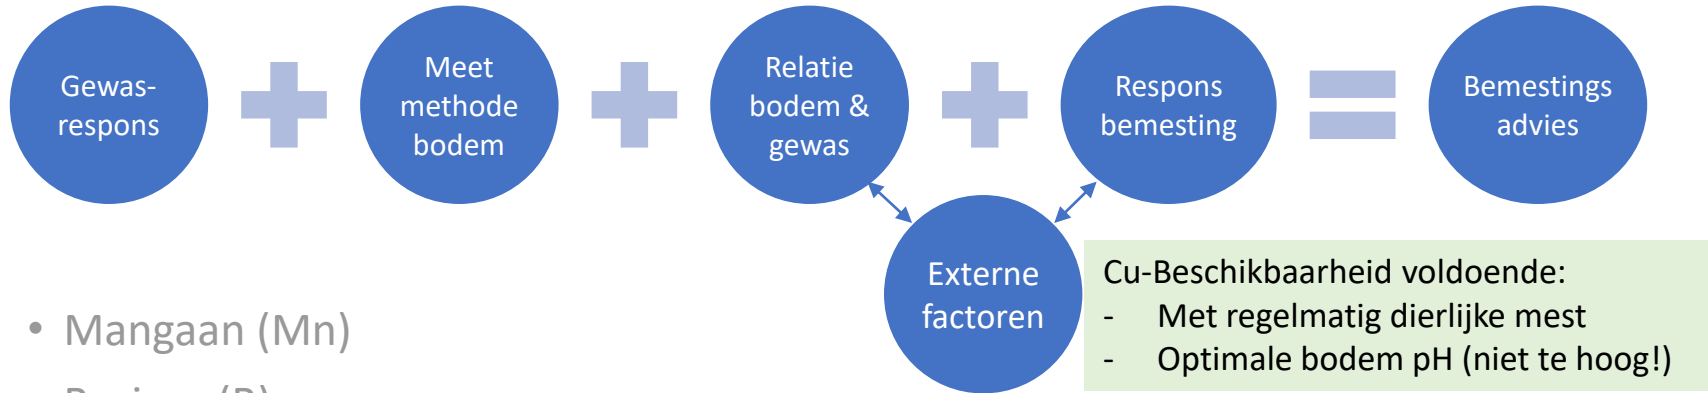 Gewas-
respons
Meet
methode
bodem
Relatie
bodem &
gewas
Respons
bemesting
Bemestings
advies
Externe
factoren
Cu-Beschikbaarheid voldoende:
- Met regelmatig dierlijke mest
- Optimale bodem pH (niet te hoog!)
• Mangaan (Mn)